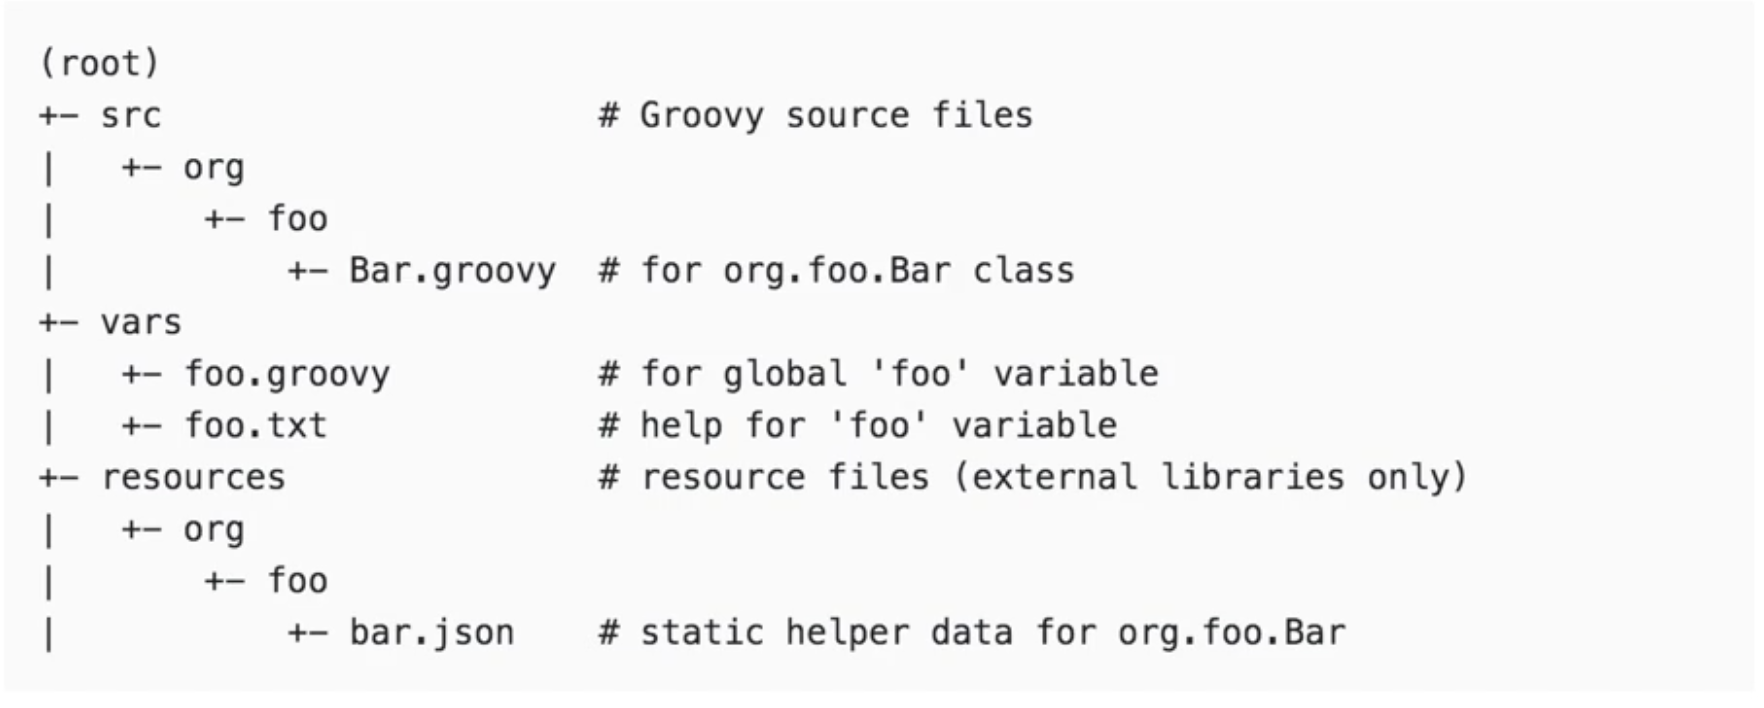 (root)
+- src                     # Groovy source files
|   +- org
|       +- foo
|           +- Bar.groovy  # for org.foo.Bar class
+- vars
|   +- foo.groovy          # for global 'foo' variable
|   +- foo.txt             # help for 'foo' variable
+- resources               # resource files (external libraries only)
|   +- org
|       +- foo
|           +- bar.json    # static helper data for org.foo.Bar